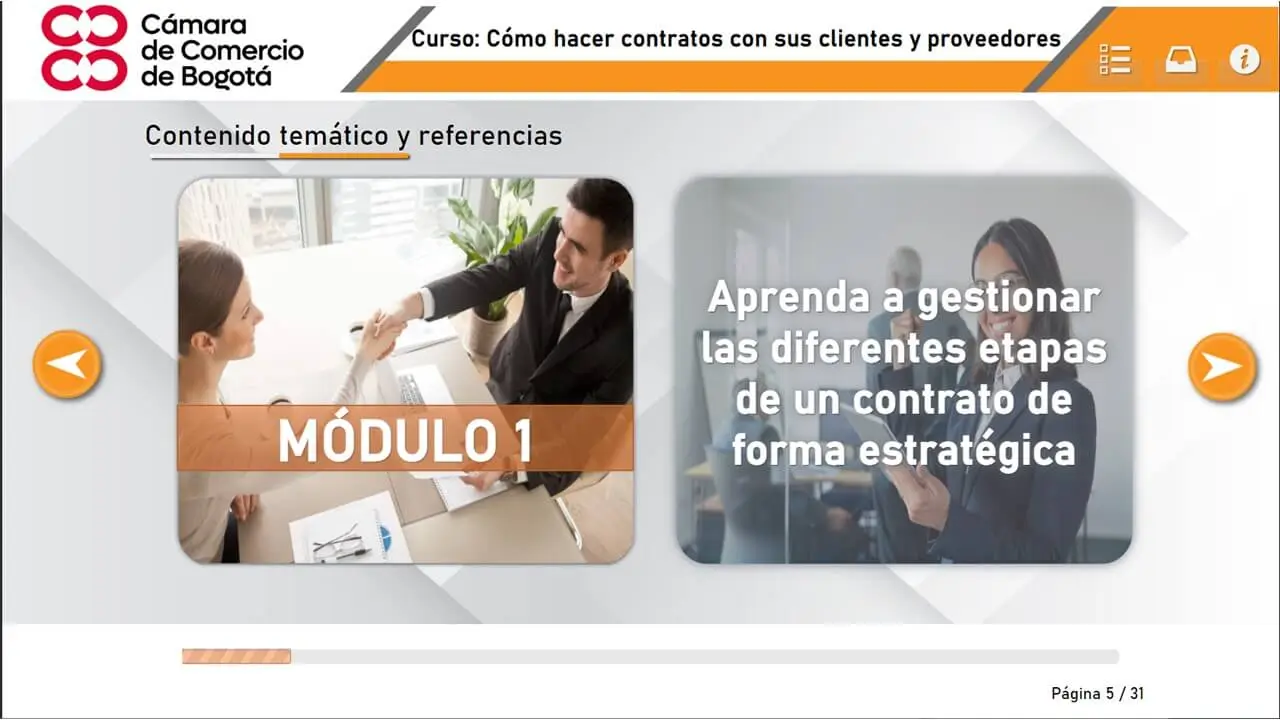 Cámara
de Comercio
de Bogotá
Curso: Cómo hacer contratos con sus clientes y proveedores
i
Contenido temático y referencias
MÓDULO 1
Aprenda a gestionar
las diferentes etapas
de un contrato de
forma estratégica
Página 5 / 31